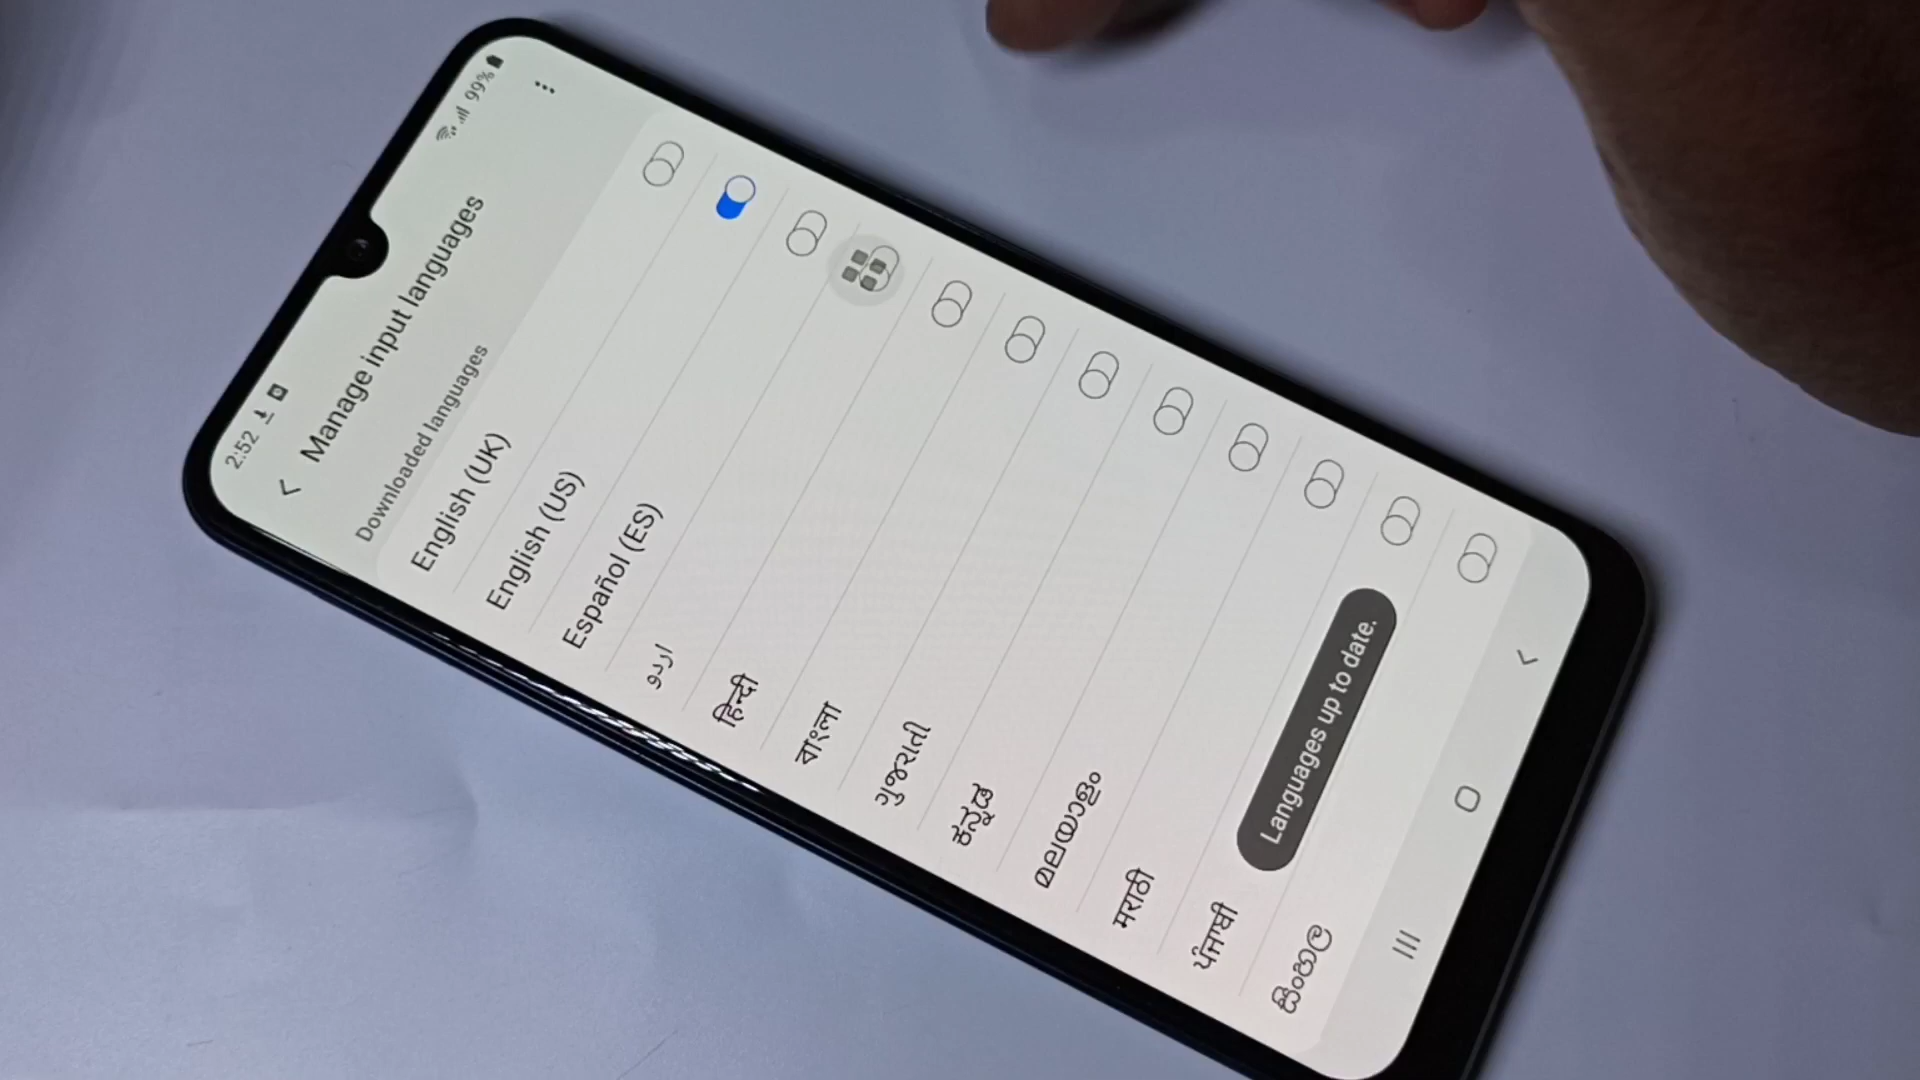 2:52
99%
Manage input languages
Downloaded languages
English (UK)
English (US)
Español (ES)
اردو
हिन्दी
বাংলা
ગુજરાતી
ಕನ್ನಡ
മലയാളം
मराठी
ਪੰਜਾਬੀ
සිංහල
Languages up to date.